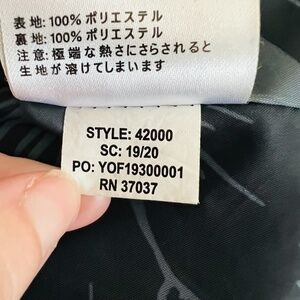 表地: 100% ポリエステル
裏地: 100% ポリエステル
注意: 極端な熱さにさらされると
生地が溶けてしまいます
STYLE: 42000
SC: 19/20
PO: YOF19300001
RN 37037